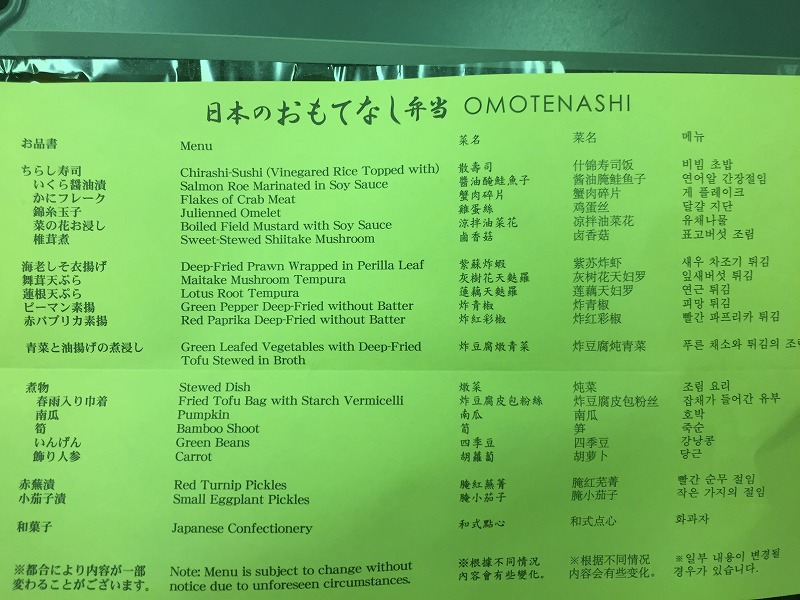 日本のおもてなし弁当 OMOTENASHI
お品書 Menu 菜名 菜名 메뉴
ちらし寿司 Chirashi-Sushi (Vinegared Rice Topped with) 散壽司 什锦寿司饭 비빔 초밥
いくら醤油漬 Salmon Roe Marinated in Soy Sauce 醬油醃鮭魚子 酱油腌鲑鱼子 연어알 간장절임
かにフレーク Flakes of Crab Meat 蟹肉碎片 蟹肉碎片 게 플레이크
錦糸玉子 Julienned Omelet 雞蛋絲 鸡蛋丝 달걀 지단
菜の花お浸し Boiled Field Mustard with Soy Sauce 涼拌油菜花 凉拌油菜花 유채나물
椎茸煮 Sweet-Stewed Shiitake Mushroom 鹵香菇 卤香菇 표고버섯 조림
海老しそ衣揚げ Deep-Fried Prawn Wrapped in Perilla Leaf 紫蘇炸蝦 紫苏炸虾 새우 차조기 튀김
舞茸天ぷら Maitake Mushroom Tempura 灰樹花天麩羅 灰树花天妇罗 잎새버섯 튀김
蓮根天ぷら Lotus Root Tempura 蓮藕天麩羅 莲藕天妇罗 연근 튀김
ピーマン素揚 Green Pepper Deep-Fried without Batter 炸青椒 炸青椒 피망 튀김
赤パプリカ素揚 Red Paprika Deep-Fried without Batter 炸紅彩椒 炸红彩椒 빨간 파프리카 튀김
青菜と油揚げの煮浸し Green Leafed Vegetables with Deep-Fried 炸豆腐燉青菜 炸豆腐炖青菜 푸른 채소와 튀김의 조림
Tofu Stewed in Broth
煮物 Stewed Dish 燉菜 炖菜 조림 요리
春雨入り巾着 Fried Tofu Bag with Starch Vermicelli 炸豆腐皮包粉絲 炸豆腐皮包粉丝 잡채가 들어간 유부
南瓜 Pumpkin 南瓜 南瓜 호박
筍 Bamboo Shoot 筍 笋 죽순
いんげん Green Beans 四季豆 四季豆 강낭콩
飾り人参 Carrot 胡蘿蔔 胡萝卜 당근
赤蕪漬 Red Turnip Pickles 腌紅蕪菁 腌红芜菁 빨간 순무 절임
小茄子漬 Small Eggplant Pickles 腌小茄子 腌小茄子 작은 가지의 절임
和菓子 Japanese Confectionery 和式點心 和式点心 화과자
※都合により内容が一部 Note: Menu is subject to change without ※根據不同情況 ※根据不同情况 ※일부 내용이 변경될
変わることがございます。 notice due to unforeseen circumstances. 內容會有些變化。 内容会有些变化。 경우가 있습니다.